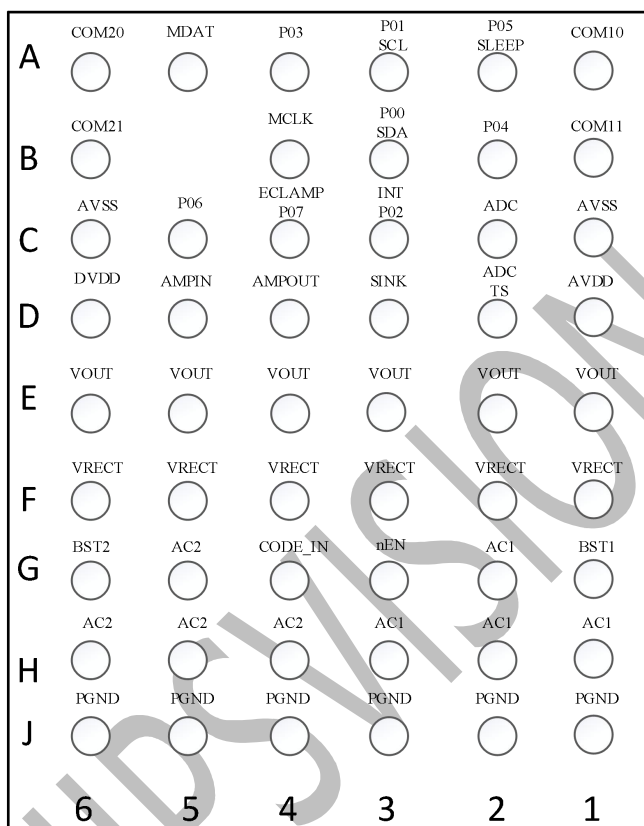 COM20 MDAT P03 P01 P05 COM10
A SCL SLEEP
COM21 MCLK P00 P04 COM11
B SDA
AVSS P06 ECLAMP INT ADC AVSS
C P07 P02
DVDD AMPIN AMPOUT SINK ADC AVDD
D TS
VOUT VOUT VOUT VOUT VOUT VOUT
E
VRECT VRECT VRECT VRECT VRECT VRECT
F
BST2 AC2 CODE_IN nEN AC1 BST1
G
AC2 AC2 AC2 AC1 AC1 AC1
H
PGND PGND PGND PGND PGND PGND
J
6 5 4 3 2 1